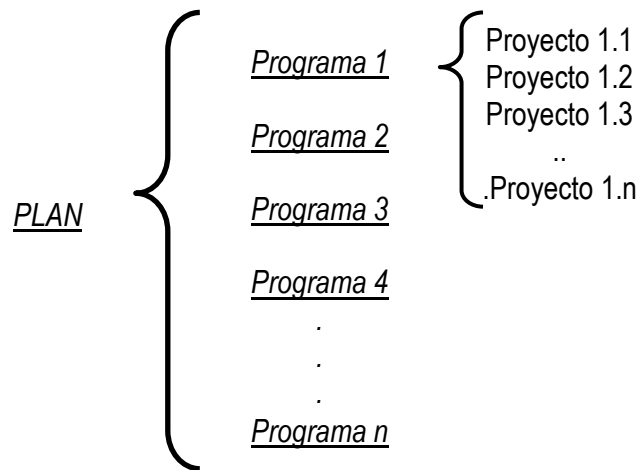 PLAN
Programa 1
Programa 2
Programa 3
Programa 4
.
.
.
Programa n
Proyecto 1.1
Proyecto 1.2
Proyecto 1.3
..
.Proyecto 1.n